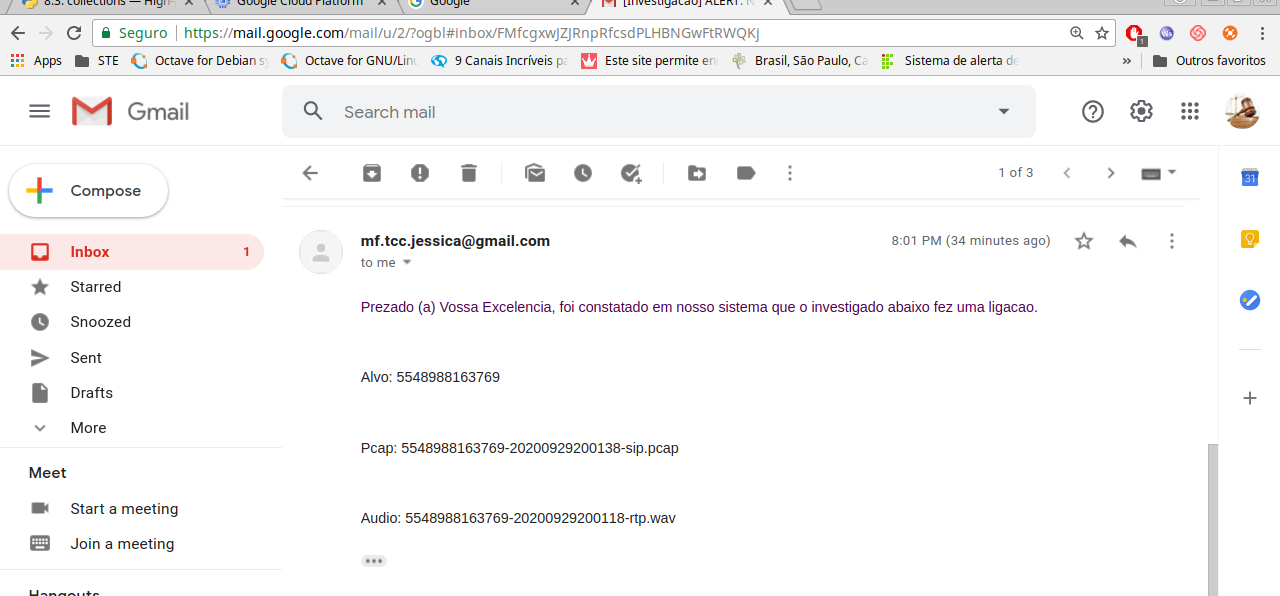 8.3. collections — High-
Google Cloud Platform
Google
[Investigacao] ALERT: N
Seguro
https://mail.google.com/mail/u/2/?ogbl#inbox/FMfcgxwJZJRnpRfcsdPLHBNGwFtRWQKJ
1
Apps
STE
Octave for Debian sy
Octave for GNU/Linu
9 Canais Incríveis pa
Este site permite en
Brasil, São Paulo, Ca
Sistema de alerta de
»
Outros favoritos
Gmail
Search mail
Compose
1 of 3
31
Inbox 1
Starred
Snoozed
Sent
Drafts
More
Meet
Start a meeting
Join a meeting
Hangouts
mf.tcc.jessica@gmail.com
8:01 PM (34 minutes ago)
to me
Prezado (a) Vossa Excelencia, foi constatado em nosso sistema que o investigado abaixo fez uma ligacao.
Alvo: 5548988163769
Pcap: 5548988163769-20200929200138-sip.pcap
Audio: 5548988163769-20200929200118-rtp.wav